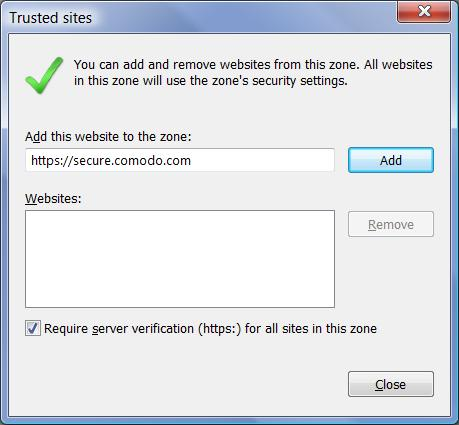 Trusted sites
You can add and remove websites from this zone. All websites
in this zone will use the zone's security settings.
Add this website to the zone:
https://secure.comodo.com
Add
Websites:
Remove
Require server verification (https:) for all sites in this zone
Close